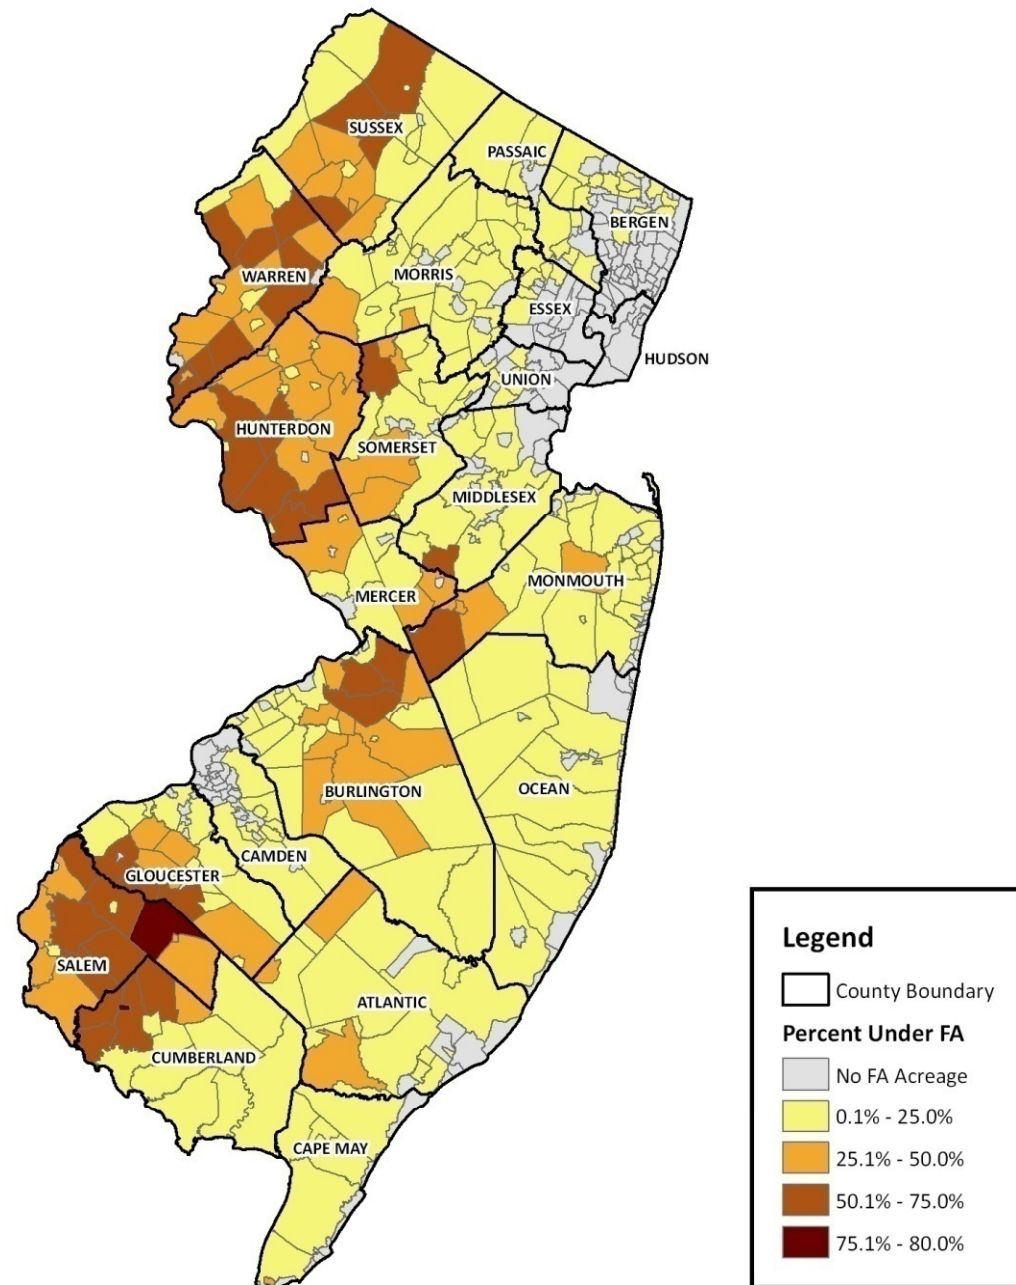 SUSSEX
PASSAIC
BERGEN
WARREN
MORRIS
ESSEX
HUDSON
UNION
HUNTERDON
SOMERSET
MIDDLESEX
MONMOUTH
MERCER
BURLINGTON
OCEAN
CAMDEN
GLOUCESTER
SALEM
ATLANTIC
CUMBERLAND
CAPE MAY
Legend
County Boundary
Percent Under FA
No FA Acreage
0.1% - 25.0%
25.1% - 50.0%
50.1% - 75.0%
75.1% - 80.0%